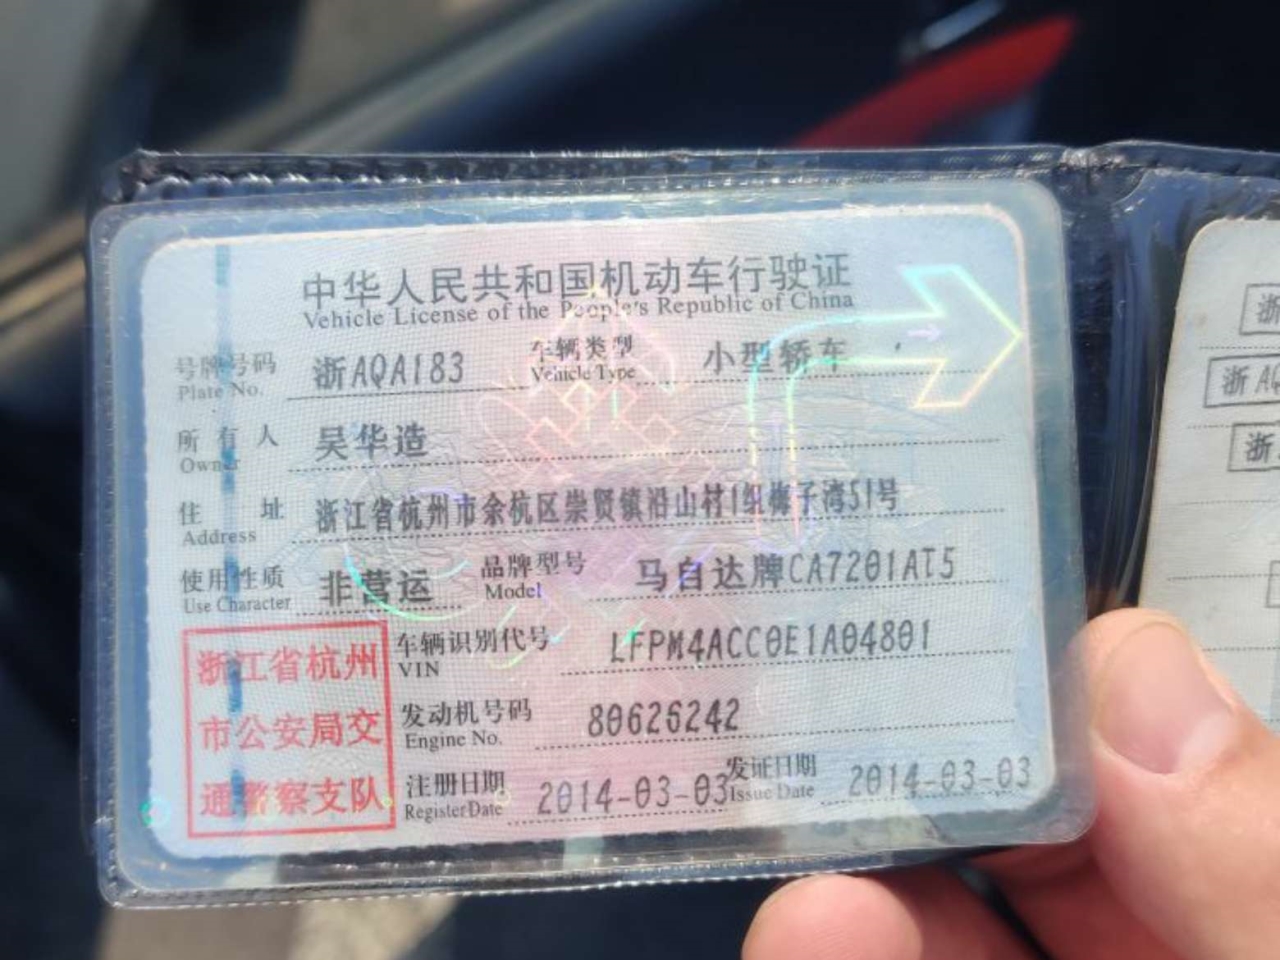 中华人民共和国机动车行驶证
Vehicle License of the People's Republic of China
号牌号码 浙AQA183 车辆类型 小型轿车
Plate No. Vehicle Type
所有人 吴华造
Owner
住址 浙江省杭州市余杭区崇贤镇沿山村1组梅子湾51号
Address
使用性质 非营运 品牌型号 马自达牌CA7201AT5
Use Character Model
浙江省杭州
市公安局交
通警察支队
车辆识别代号 LFPM4ACC0E1A04801
VIN
发动机号码 80626242
Engine No.
注册日期 2014-03-03 发证日期 2014-03-03
Register Date Issue Date
浙
浙A
浙